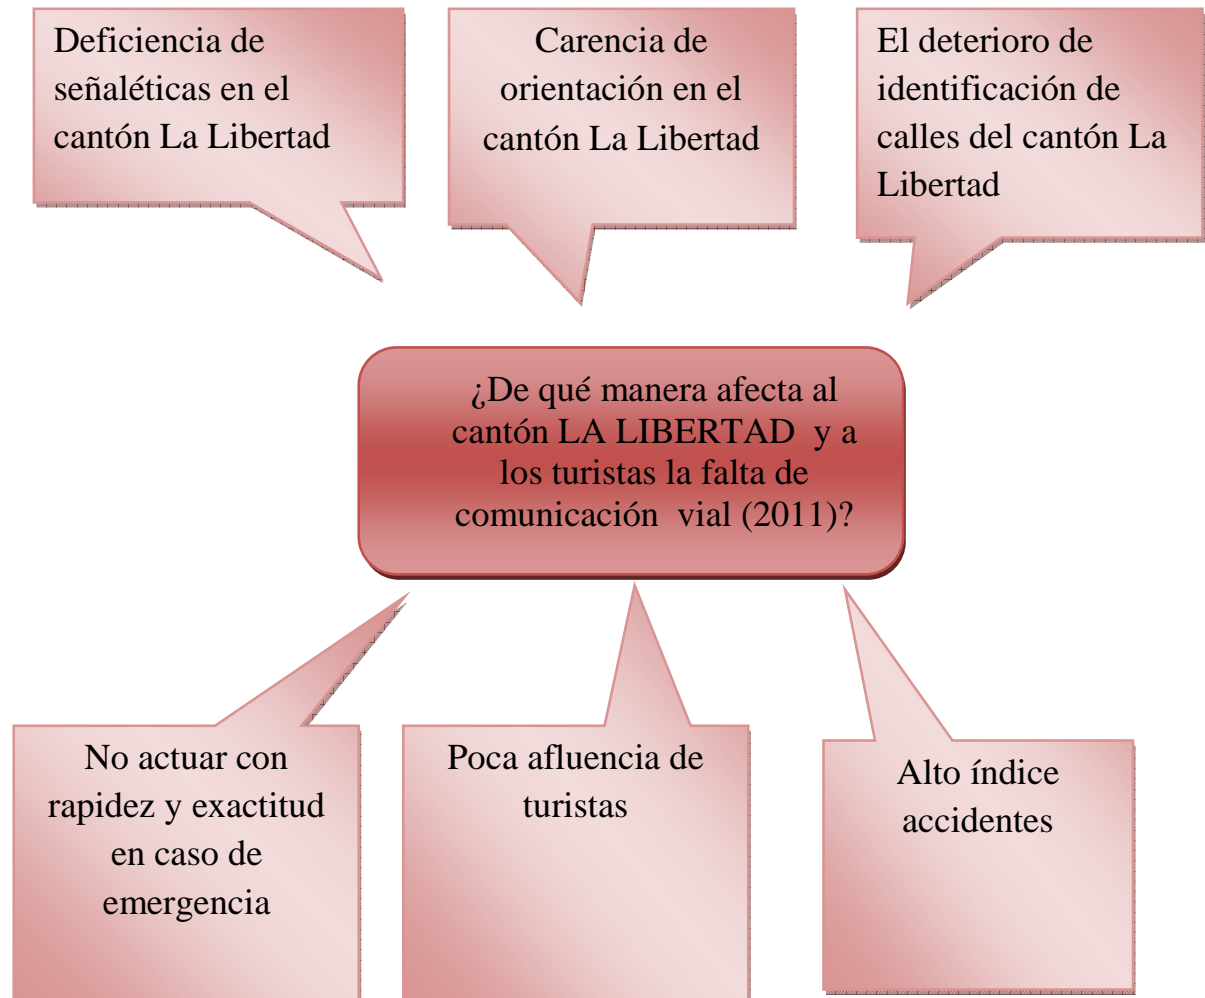 Deficiencia de
señaléticas en el
cantón La Libertad
Carencia de
orientación en el
cantón La Libertad
El deterioro de
identificación de
calles del cantón La
Libertad
¿De qué manera afecta al
cantón LA LIBERTAD y a
los turistas la falta de
comunicación vial (2011)?
No actuar con
rapidez y exactitud
en caso de
emergencia
Poca afluencia de
turistas
Alto índice
accidentes